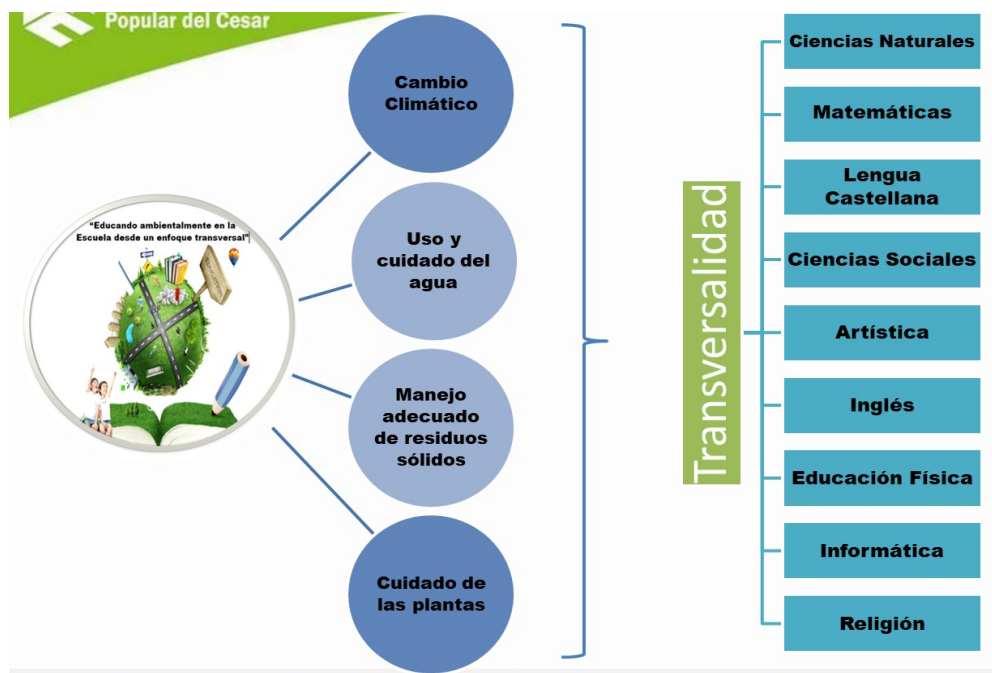 Popular del Cesar
"Educando ambientalmente en la
Escuela desde un enfoque transversal"
Cambio
Climático
Uso y
cuidado del
agua
Manejo
adecuado
de residuos
sólidos
Cuidado de
las plantas
Transversalidad
Ciencias Naturales
Matemáticas
Lengua
Castellana
Ciencias Sociales
Artística
Inglés
Educación Física
Informática
Religión